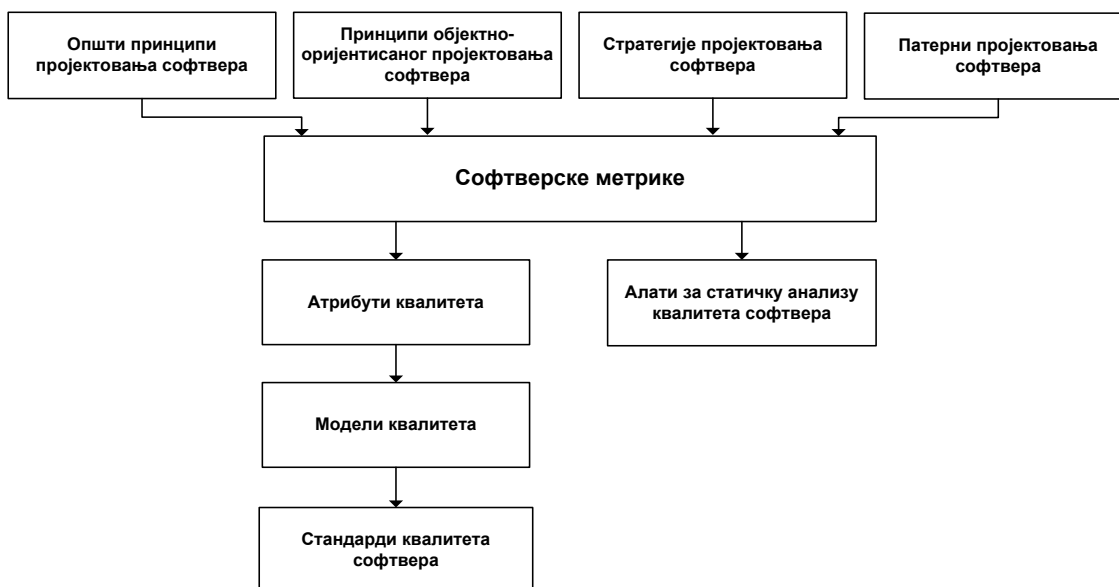 Општи принципи
пројектовања софтвера
Принципи објектно-
оријентисаног пројектовања
софтвера
Стратегије пројектовања
софтвера
Патерни пројектовања
софтвера
Софтверске метрике
Атрибути квалитета
Алати за статичку анализу
квалитета софтвера
Модели квалитета
Стандарди квалитета
софтвера